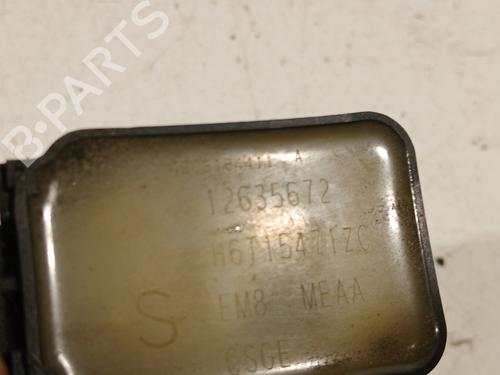 B-PARTS
12635672
H6T15471ZC
S EM8 MEAA
CSGE